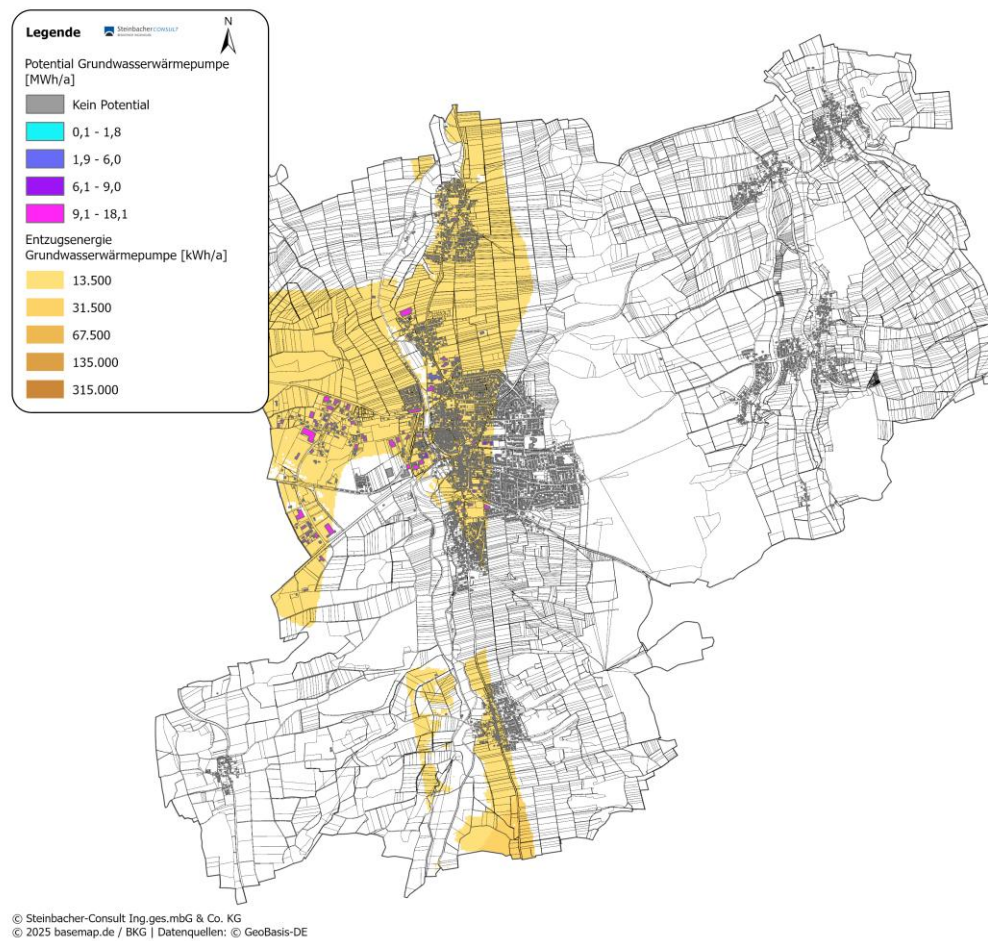 Legende
Steinbacher CONSULT
N
Potential Grundwasserwärmepumpe
[MWh/a]
Kein Potential
0,1 - 1,8
1,9 - 6,0
6,1 - 9,0
9,1 - 18,1
Entzugsenergie
Grundwasserwärmepumpe [kWh/a]
13.500
31.500
67.500
135.000
315.000
© Steinbacher-Consult Ing.ges.mbG & Co. KG
© 2025 basemap.de / BKG | Datenquellen: © GeoBasis-DE